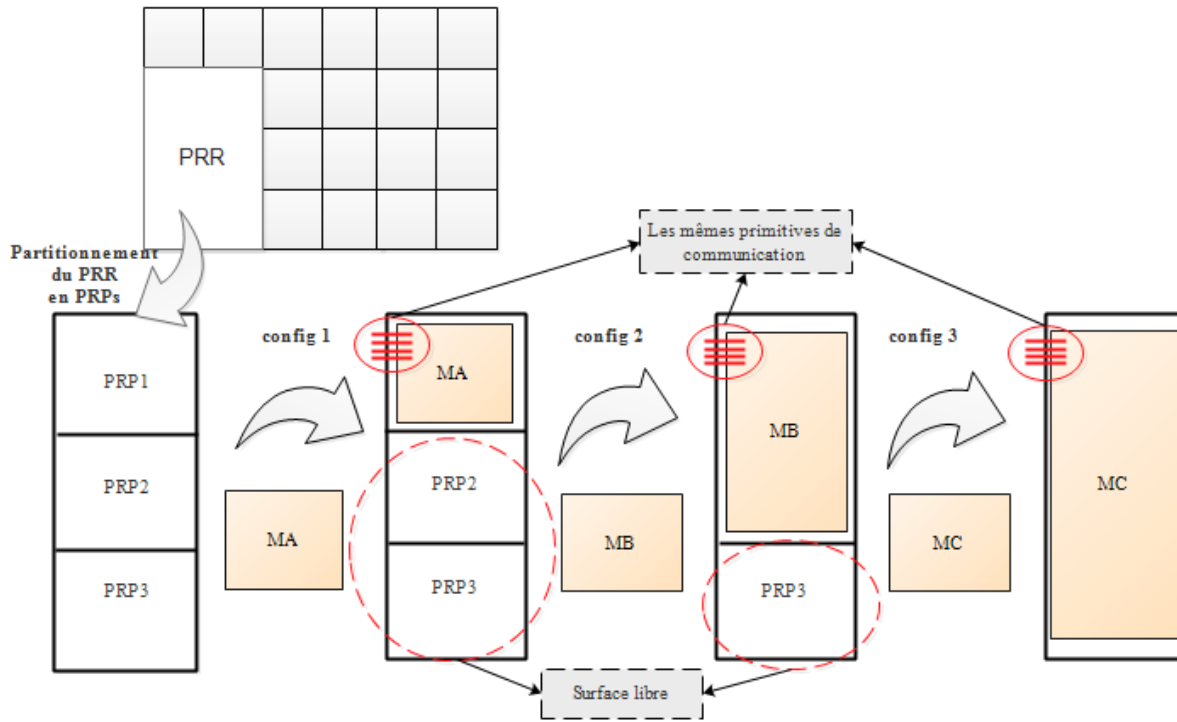 PRR
Partitionnement
du PRR
en PRPs
Les mêmes primitives de
communication
PRP1
PRP2
PRP3
config 1
MA
MA
PRP2
PRP3
config 2
MB
MB
PRP3
config 3
MC
MC
Surface libre